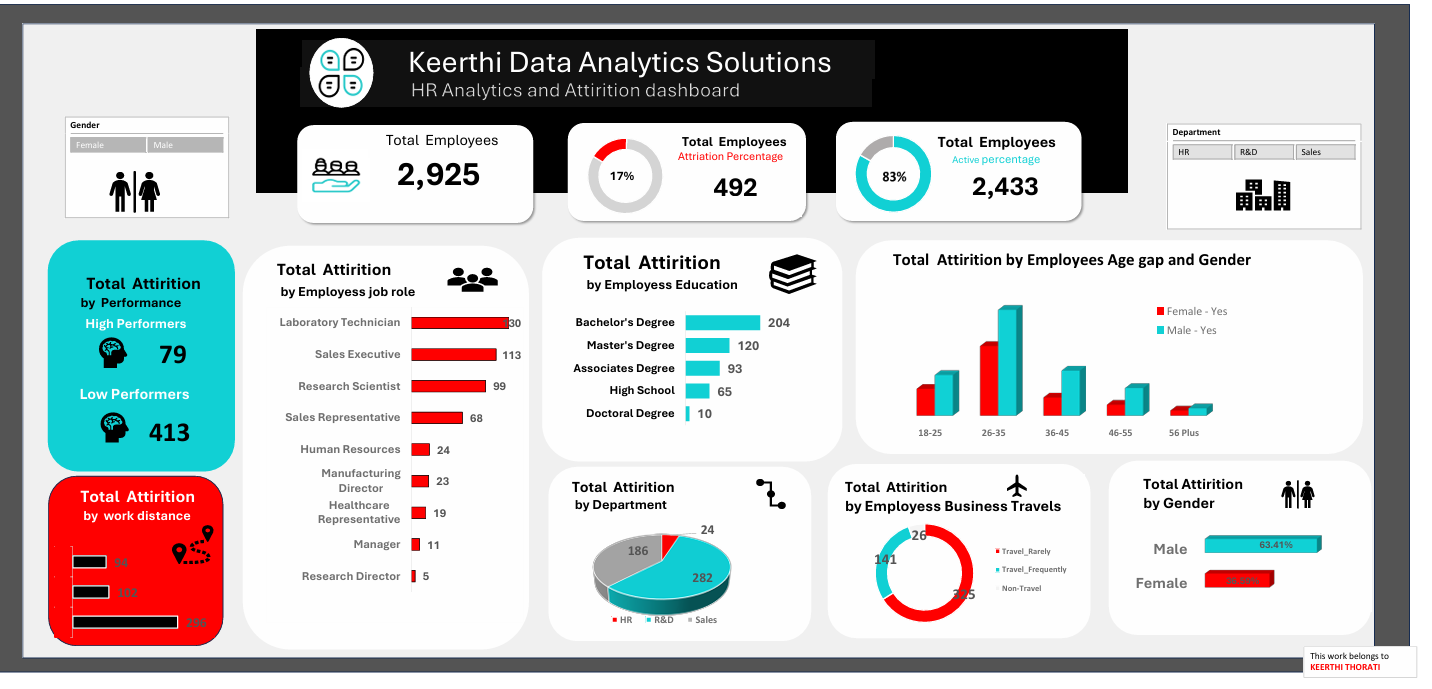 Keerthi Data Analytics Solutions
HR Analytics and Attirition dashboard
Gender
Female Male
Total Employees
2,925
17%
Total Employees
Attriation Percentage
492
83%
Total Employees
Active percentage
2,433
Department
HR R&D Sales
Total Attirition
by Performance
High Performers
79
Low Performers
413
Total Attirition
by work distance
94
102
296
Total Attirition
by Employess job role
Laboratory Technician
Sales Executive 113
Research Scientist 99
Sales Representative 68
Human Resources 24
Manufacturing
Director 23
Healthcare
Representative 19
Manager 11
Research Director 5
Total Attirition
by Employess Education
Bachelor's Degree 204
Master's Degree 120
Associates Degree 93
High School 65
Doctoral Degree 10
Total Attirition by Employees Age gap and Gender
Female - Yes
Male - Yes
18-25 26-35 36-45 46-55 56 Plus
Total Attirition
by Department
24
186
282
HR R&D Sales
Total Attirition
by Employess Business Travels
26
141
325
Travel_Rarely
Travel_Frequently
Non-Travel
Total Attirition
by Gender
Male 63.41%
Female
This work belongs to
KEERTHI THORATI